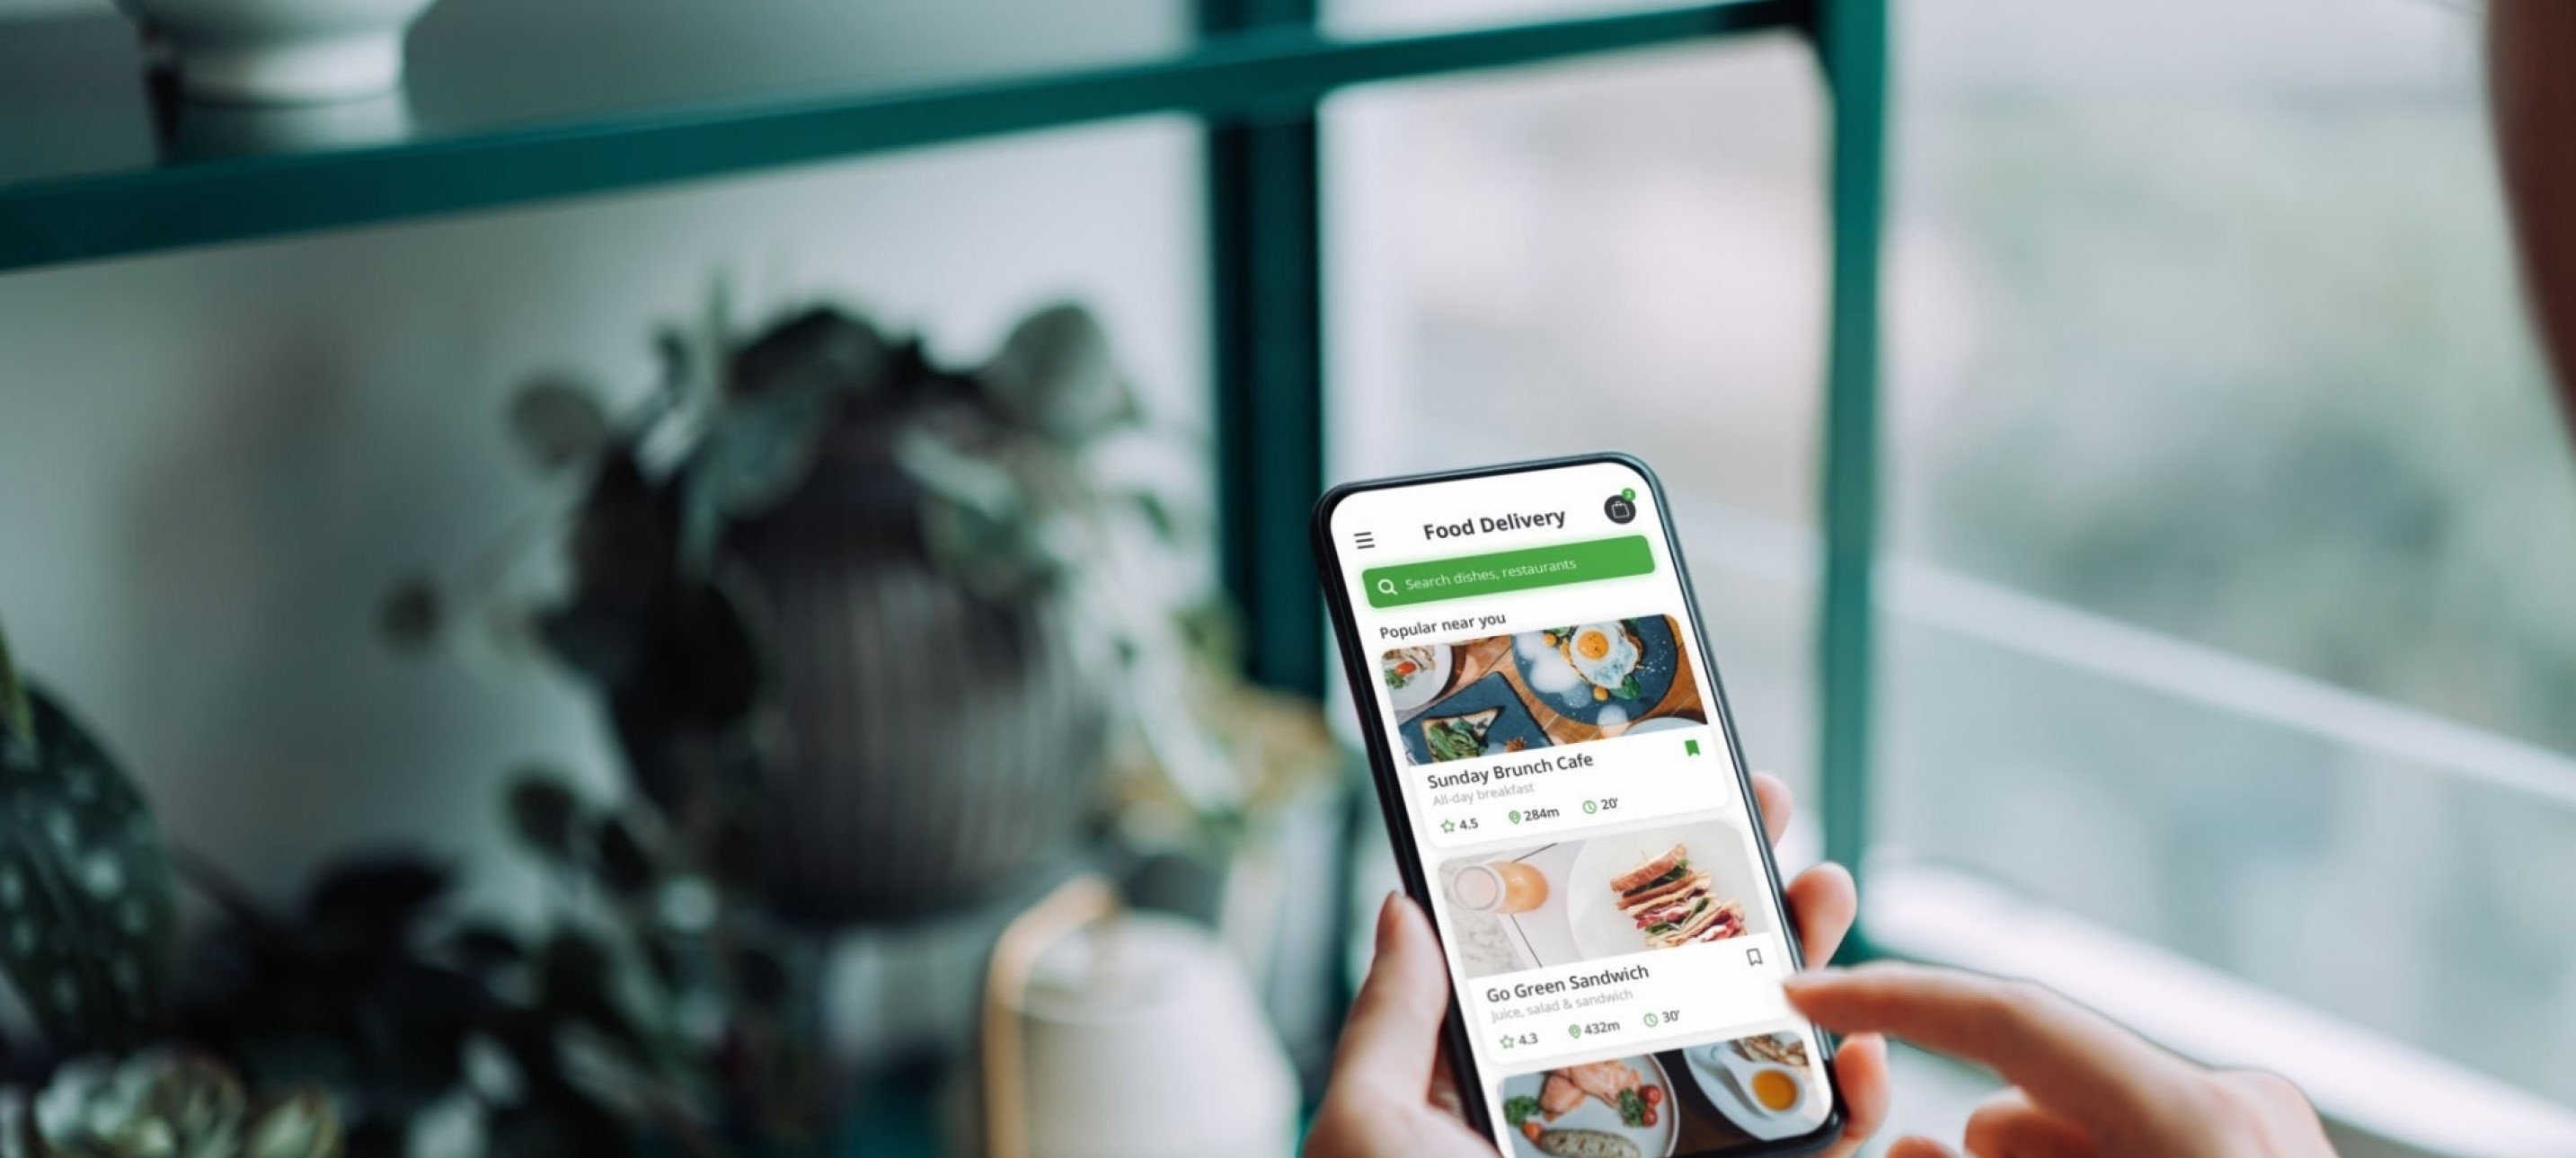 Food Delivery
2
Search dishes, restaurants
Popular near you
Sunday Brunch Cafe
All-day breakfast
4.5 284m 20'
Go Green Sandwich
Juice, salad & sandwich
4.3 432m 30'